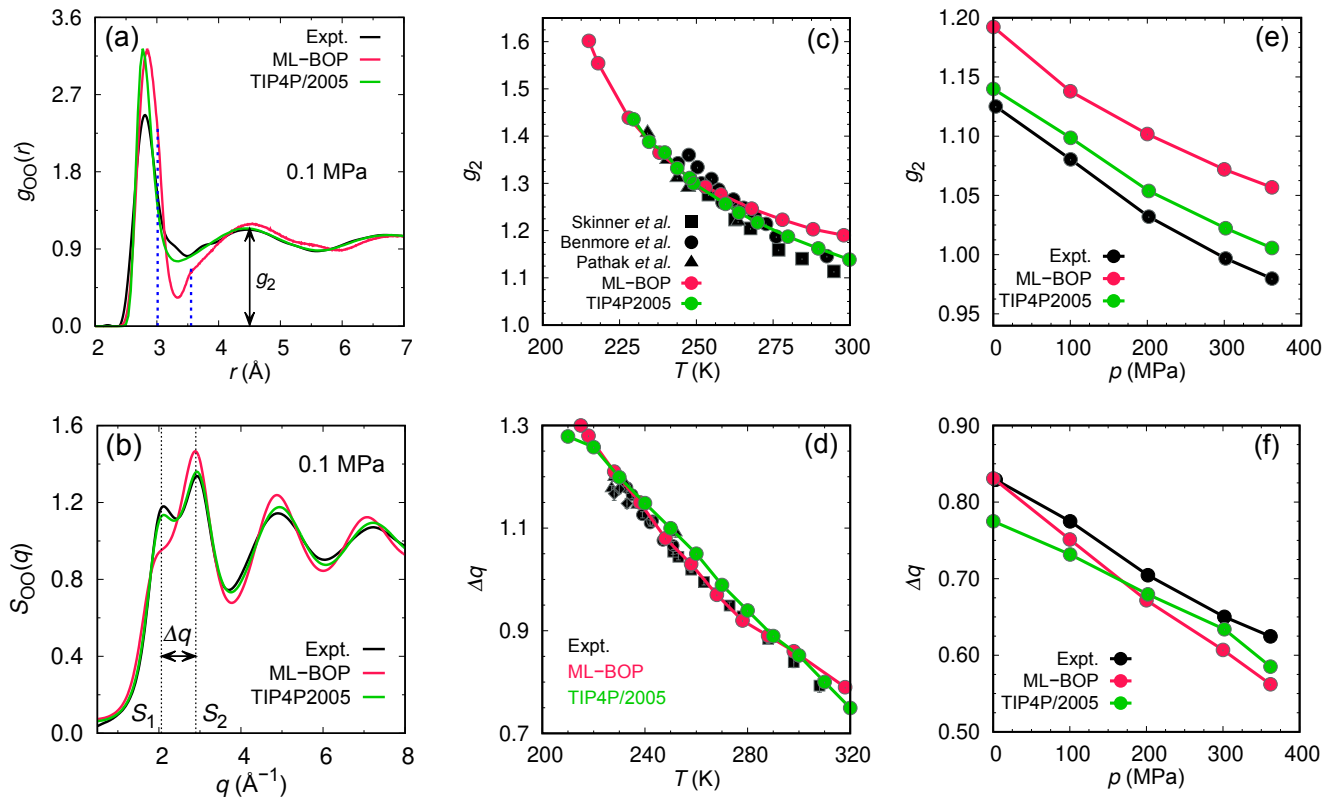 (a)
3.6
2.7
1.8
0.9
0.0
gOO(r)
Expt.
ML−BOP
TIP4P/2005
0.1 MPa
g2
2 3 4 5 6 7
r (Å)
(c)
1.6
1.5
1.4
1.3
1.2
1.1
1.0
g2
Skinner et al.
Benmore et al.
Pathak et al.
ML−BOP
TIP4P2005
200 225 250 275 300
T (K)
(e)
1.20
1.15
1.10
1.05
1.00
0.95
g2
Expt.
ML−BOP
TIP4P2005
0 100 200 300 400
p (MPa)
(b)
1.6
1.2
0.8
0.4
0.0
SOO(q)
0.1 MPa
Δq
S1
S2
Expt.
ML−BOP
TIP4P2005
2 4 6 8
q (Å−1)
(d)
1.3
1.1
0.9
0.7
Δq
Expt.
ML−BOP
TIP4P/2005
200 240 280 320
T (K)
(f)
0.90
0.80
0.70
0.60
0.50
Δq
Expt.
ML−BOP
TIP4P/2005
0 100 200 300 400
p (MPa)